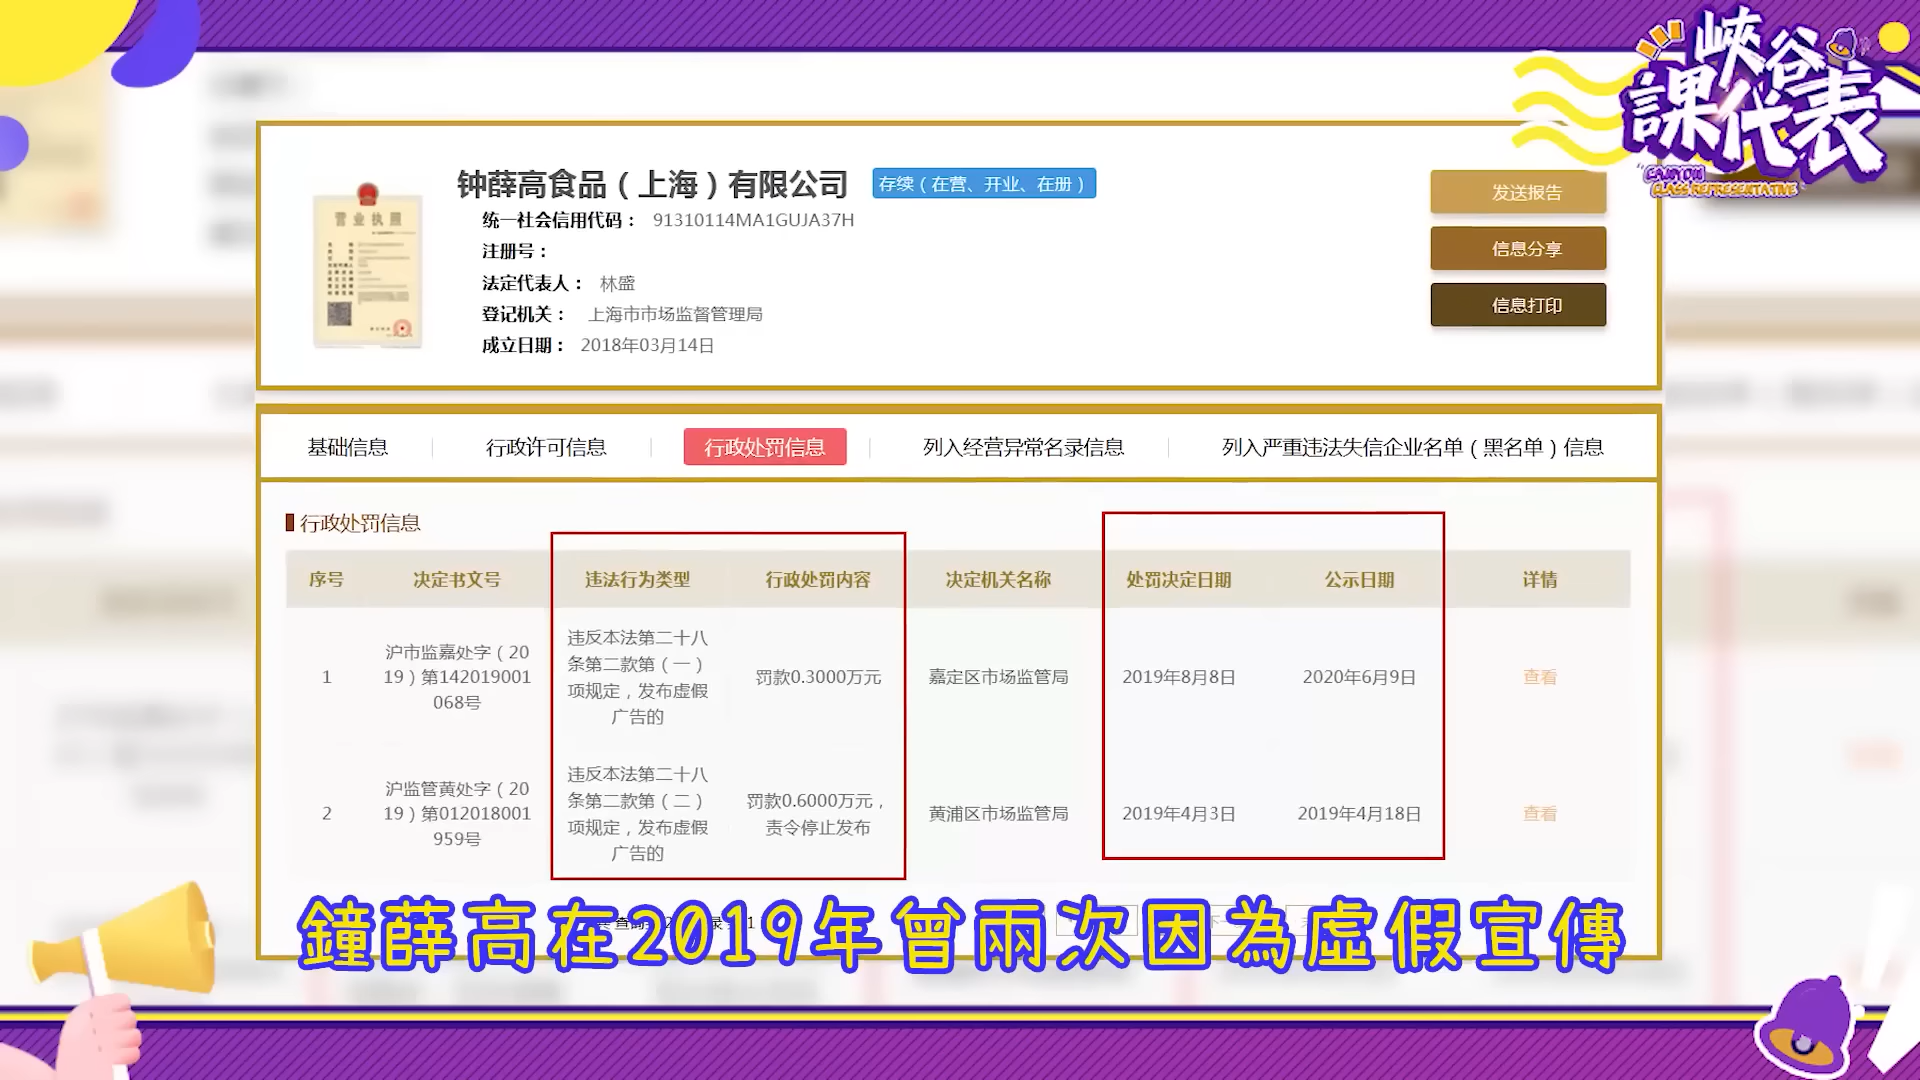 峽谷
課代表
CANYON
CLASS REPRESENTATIVE
钟薛高食品（上海）有限公司
存续（在营、开业、在册）
营业执照
统一社会信用代码： 91310114MA1GUJA37H
注册号：
法定代表人： 林盛
登记机关： 上海市市场监督管理局
成立日期： 2018年03月14日
发送报告
信息分享
信息打印
基础信息
行政许可信息
行政处罚信息
列入经营异常名录信息
列入严重违法失信企业名单（黑名单）信息
行政处罚信息
序号 决定书文号 违法行为类型 行政处罚内容 决定机关名称 处罚决定日期 公示日期 详情
1
沪市监嘉处字（20
19）第142019001
068号
违反本法第二十八
条第二款第（一）
项规定，发布虚假
广告的
罚款0.3000万元
嘉定区市场监管局
2019年8月8日
2020年6月9日
查看
2
沪监管黄处字（20
19）第012018001
959号
违反本法第二十八
条第二款第（二）
项规定，发布虚假
广告的
罚款0.6000万元，
责令停止发布
黄浦区市场监管局
2019年4月3日
2019年4月18日
查看
鐘薛高在2019年曾兩次因為虛假宣傳